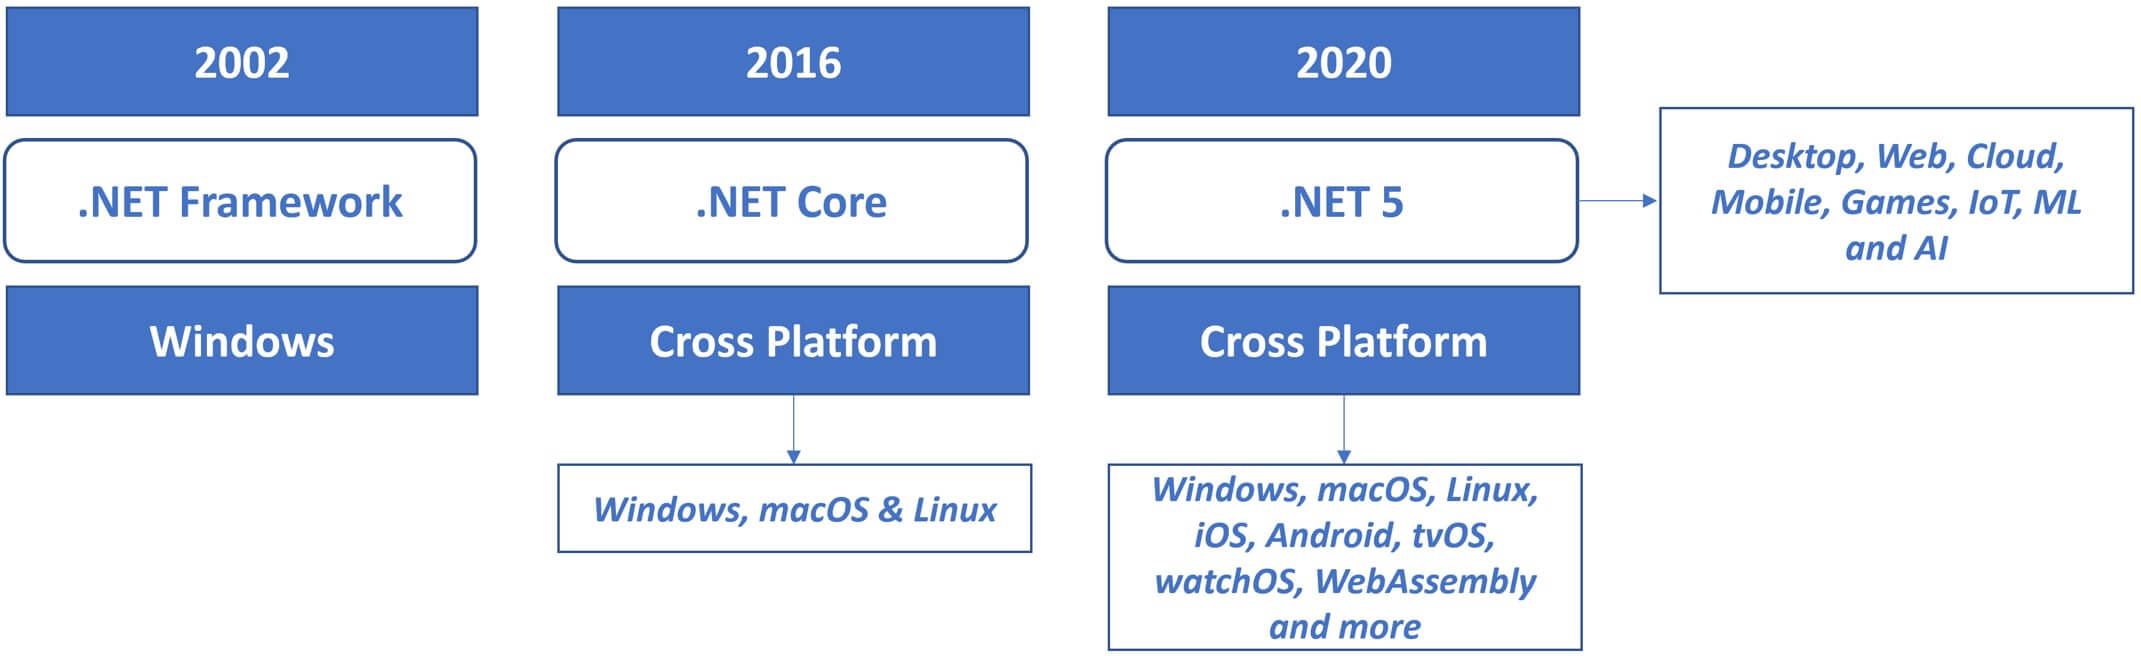 2002
.NET Framework
Windows
2016
.NET Core
Cross Platform
Windows, macOS & Linux
2020
.NET 5
Cross Platform
Windows, macOS, Linux,
iOS, Android, tvOS,
watchOS, WebAssembly
and more
Desktop, Web, Cloud,
Mobile, Games, IoT, ML
and AI